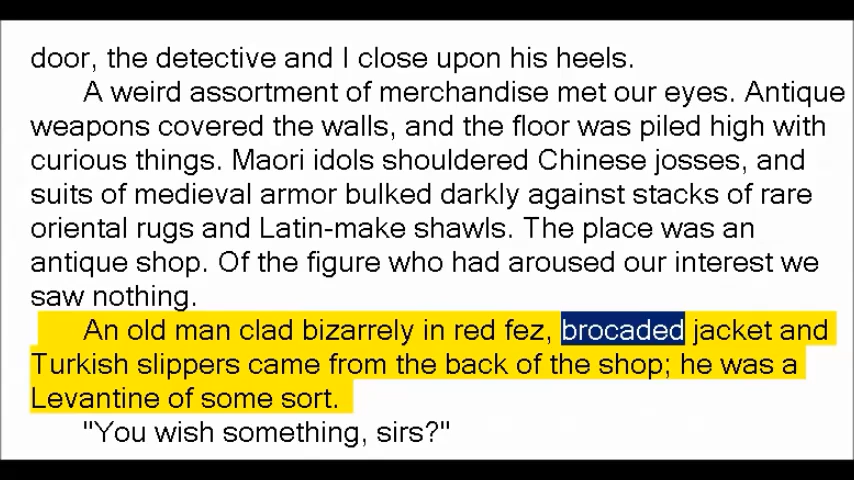 door, the detective and I close upon his heels.
A weird assortment of merchandise met our eyes. Antique
weapons covered the walls, and the floor was piled high with
curious things. Maori idols shouldered Chinese josses, and
suits of medieval armor bulked darkly against stacks of rare
oriental rugs and Latin-make shawls. The place was an
antique shop. Of the figure who had aroused our interest we
saw nothing.
An old man clad bizarrely in red fez, brocaded jacket and
Turkish slippers came from the back of the shop; he was a
Levantine of some sort.
"You wish something, sirs?"